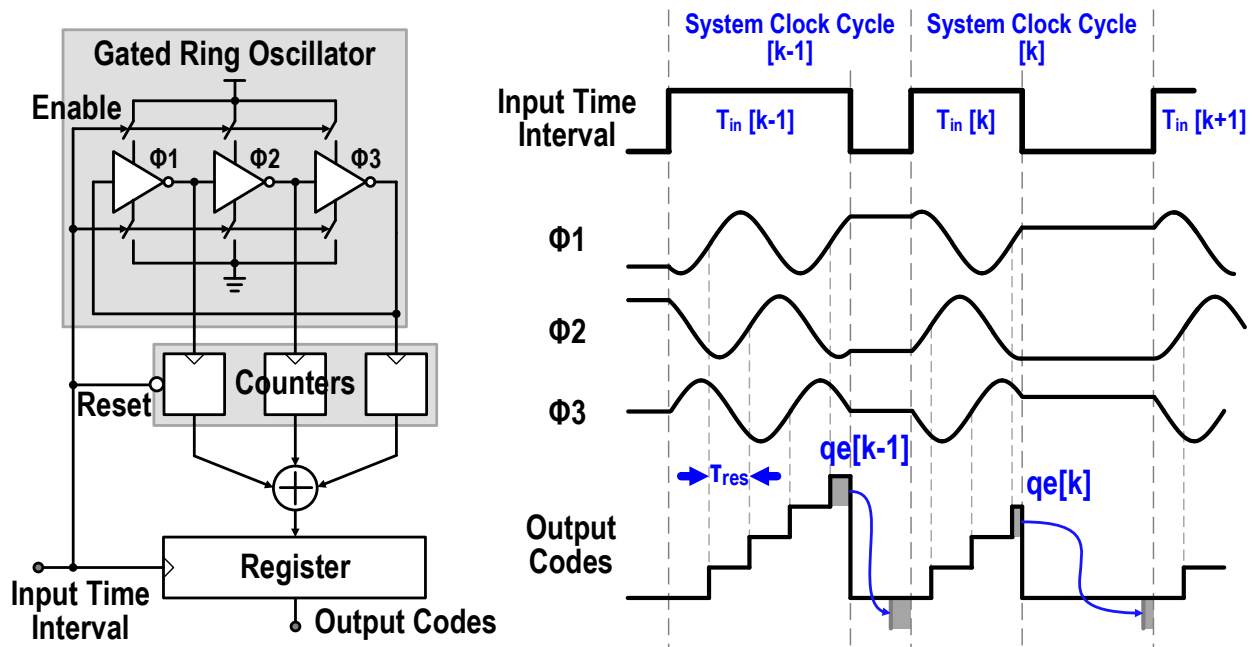 Gated Ring Oscillator
Enable
Φ1
Φ2
Φ3
Counters
Reset
Register
Input Time
Interval
Output Codes
System Clock Cycle
[k-1]
System Clock Cycle
[k]
Input Time
Interval
Tin [k-1]
Tin [k]
Tin [k+1]
Φ1
Φ2
Φ3
qe[k-1]
Tres
qe[k]
Output
Codes